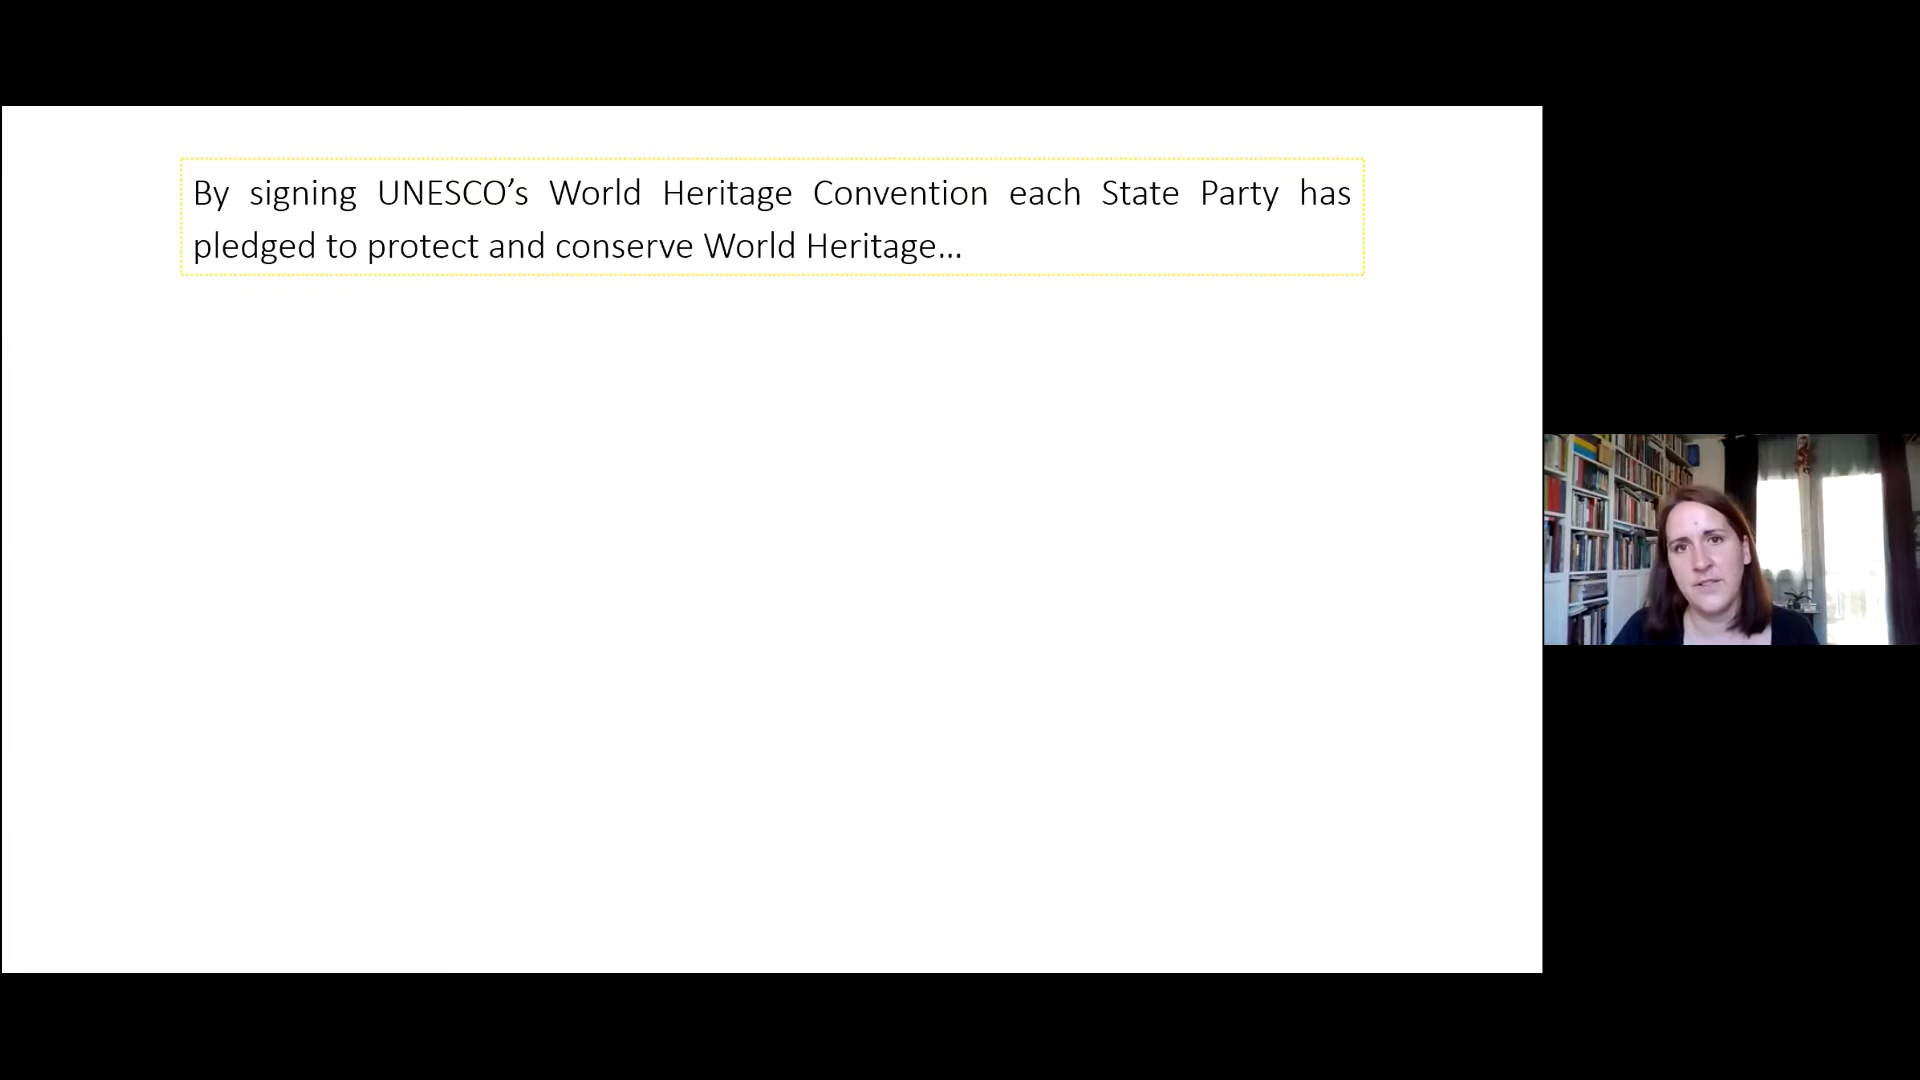 By signing UNESCO’s World Heritage Convention each State Party has
pledged to protect and conserve World Heritage...